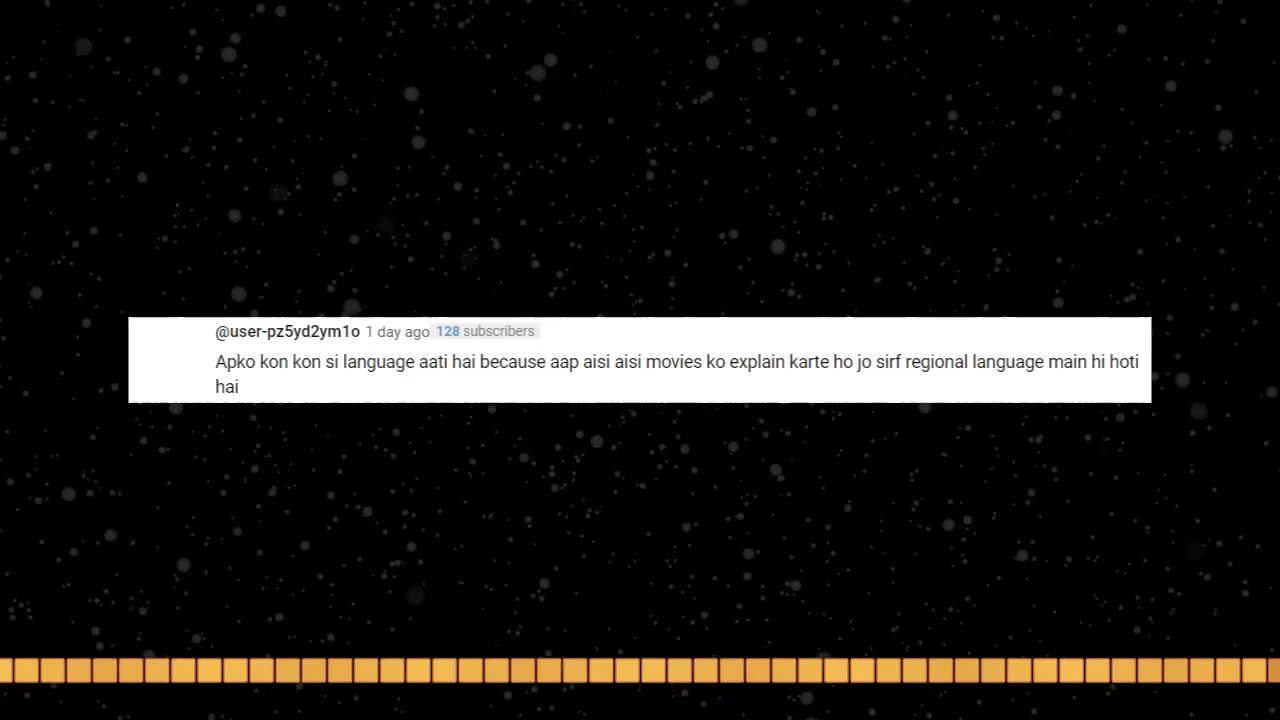 @user-pz5yd2ym1o 1 day ago 128 subscribers
Apko kon kon si language aati hai because aap aisi aisi movies ko explain karte ho jo sirf regional language main hi hoti
hai